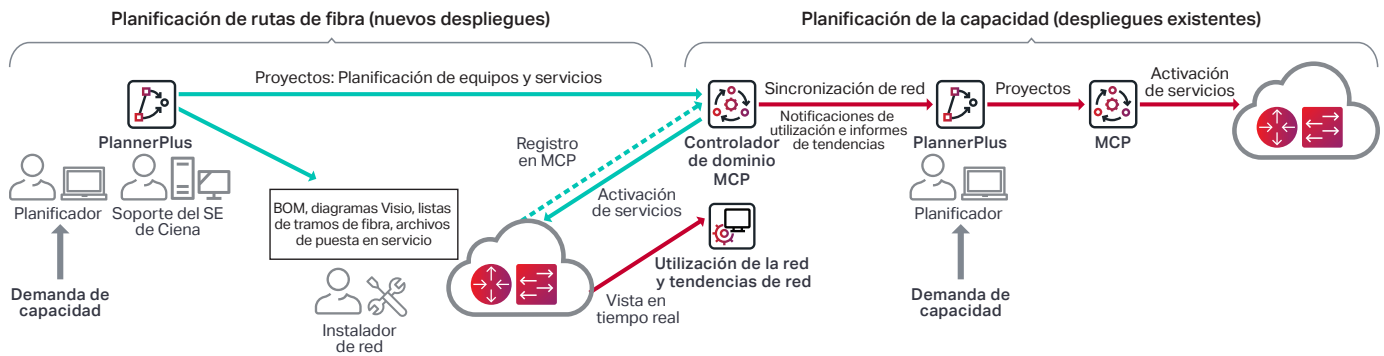 Planificación de rutas de fibra (nuevos despliegues)
Planificación de la capacidad (despliegues existentes)
Proyectos: Planificación de equipos y servicios
PlannerPlus
Planificador
Soporte del SE
de Ciena
Demanda de
capacidad
BOM, diagramas Visio, listas
de tramos de fibra, archivos
de puesta en servicio
Instalador
de red
Registro
en MCP
Activación
de servicios
Controlador
de dominio
MCP
Utilización de la red
y tendencias de red
Vista en
tiempo real
Sincronización de red
Notificaciones de
utilización e informes
de tendencias
PlannerPlus
Planificador
Demanda de
capacidad
Proyectos
MCP
Activación
de servicios